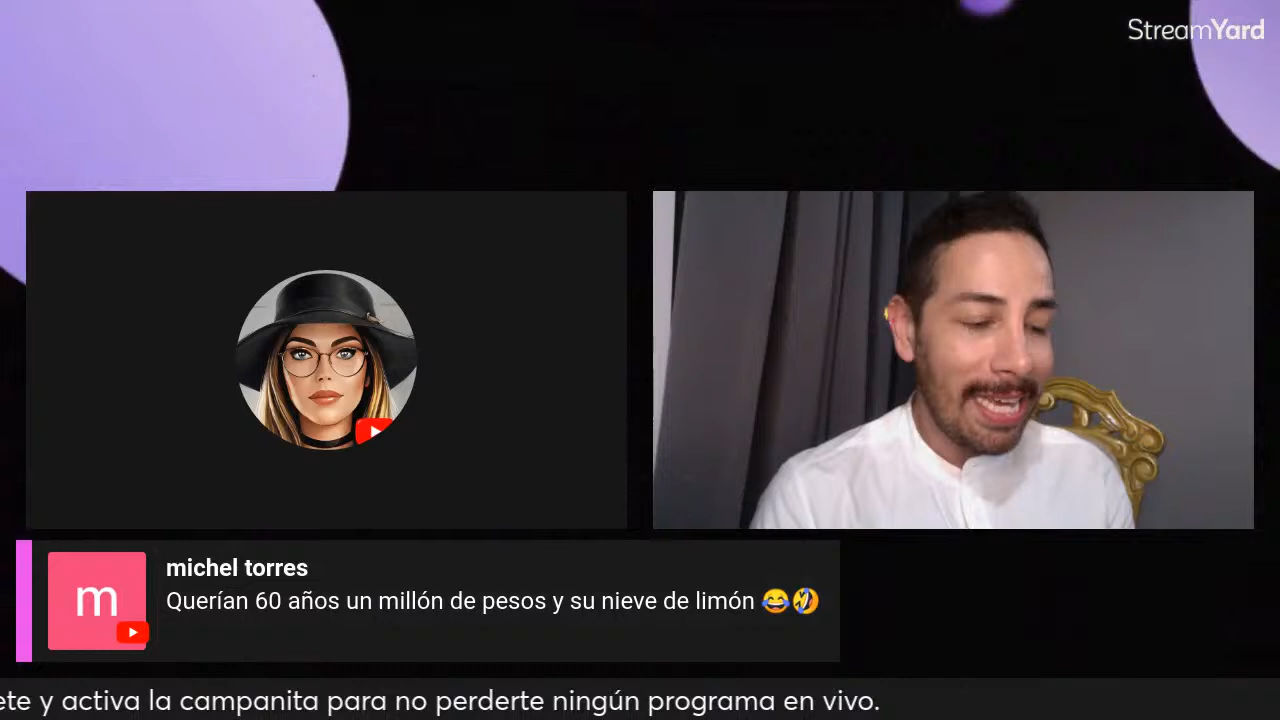 StreamYard
m
michel torres
Querían 60 años un millón de pesos y su nieve de limón 😂🤣
ete y activa la campanita para no perderte ningún programa en vivo.